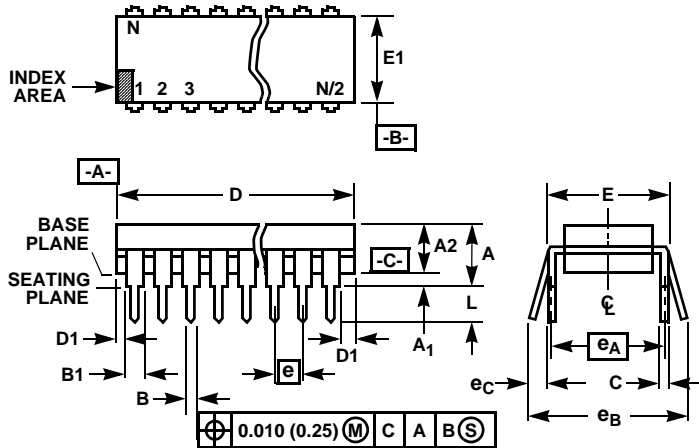 N
E1
INDEX
AREA
1 2 3 N/2
-B-
-A-
D
E
BASE
PLANE
A2
A
-C-
SEATING
PLANE
L
C
L
D1
D1
A1
eA
B1
e
eC
C
B
eB
0.010 (0.25) M C A B S